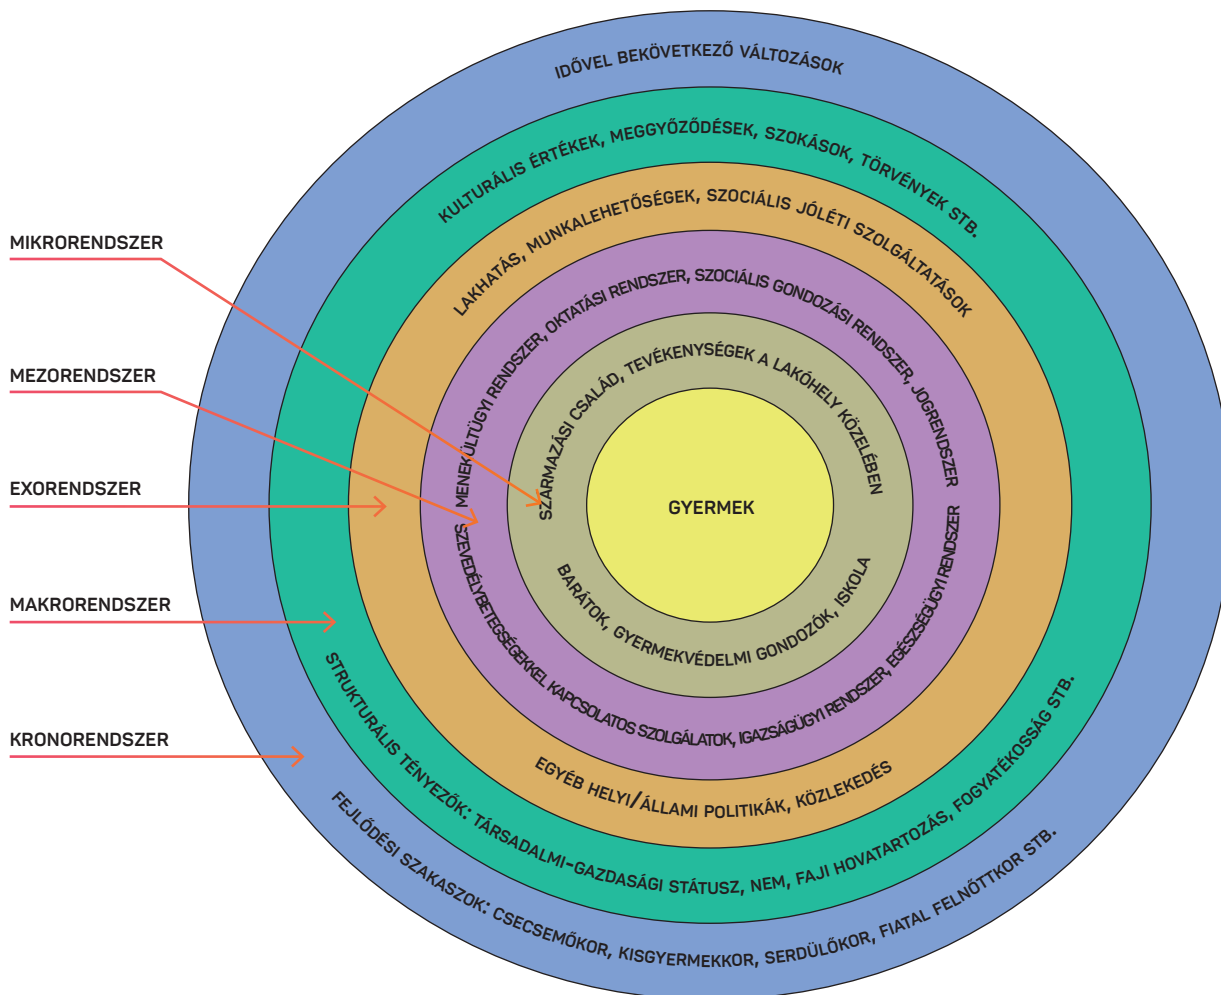 IDŐVEL BEKÖVETKEZŐ VÁLTOZÁSOK
KULTURÁLIS ÉRTÉKEK, MEGGYŐZŐDÉSEK, SZOKÁSOK, TÖRVÉNYEK STB.
LAKHATÁS, MUNKALEHETŐSÉGEK, SZOCIÁLIS JÓLÉTI SZOLGÁLTATÁSOK
MENEKÜLTÜGYI RENDSZER, OKTATÁSI RENDSZER, SZOCIÁLIS GONDOZÁSI RENDSZER, JOGRENDSZER
SZÁRMAZÁSI CSALÁD, TEVÉKENYSÉGEK A LAKÓHELY KÖZELÉBEN
GYERMEK
BARÁTOK, GYERMEKVÉDELMI GONDOZÓK, ISKOLA
SZEVEDÉLYBETEGSÉGEKKEL KAPCSOLATOS SZOLGÁLATOK, IGAZSÁGÜGYI RENDSZER, EGÉSZSÉGÜGYI RENDSZER
EGYÉB HELYI/ÁLLAMI POLITIKÁK, KÖZLEKEDÉS
STRUKTURÁLIS TÉNYEZŐK: TÁRSADALMI-GAZDASÁGI STÁTUSZ, NEM, FAJI HOVATARTOZÁS, FOGYATÉKOSSÁG STB.
FEJLŐDÉSI SZAKASZOK: CSECSEMŐKOR, KISGYERMEKKOR, SERDÜLŐKOR, FIATAL FELNŐTTKOR STB.
MIKRORENDSZER
MEZORENDSZER
EXORENDSZER
MAKRORENDSZER
KRONORENDSZER